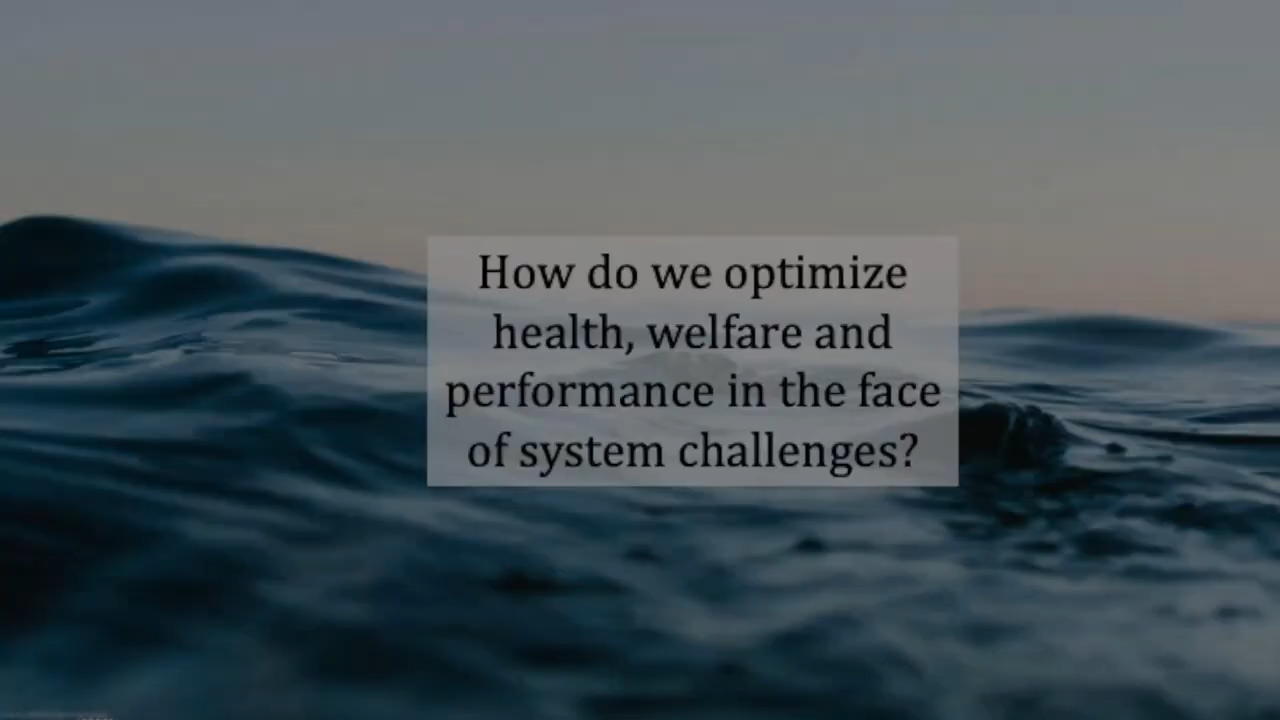 How do we optimize
health, welfare and
performance in the face
of system challenges?